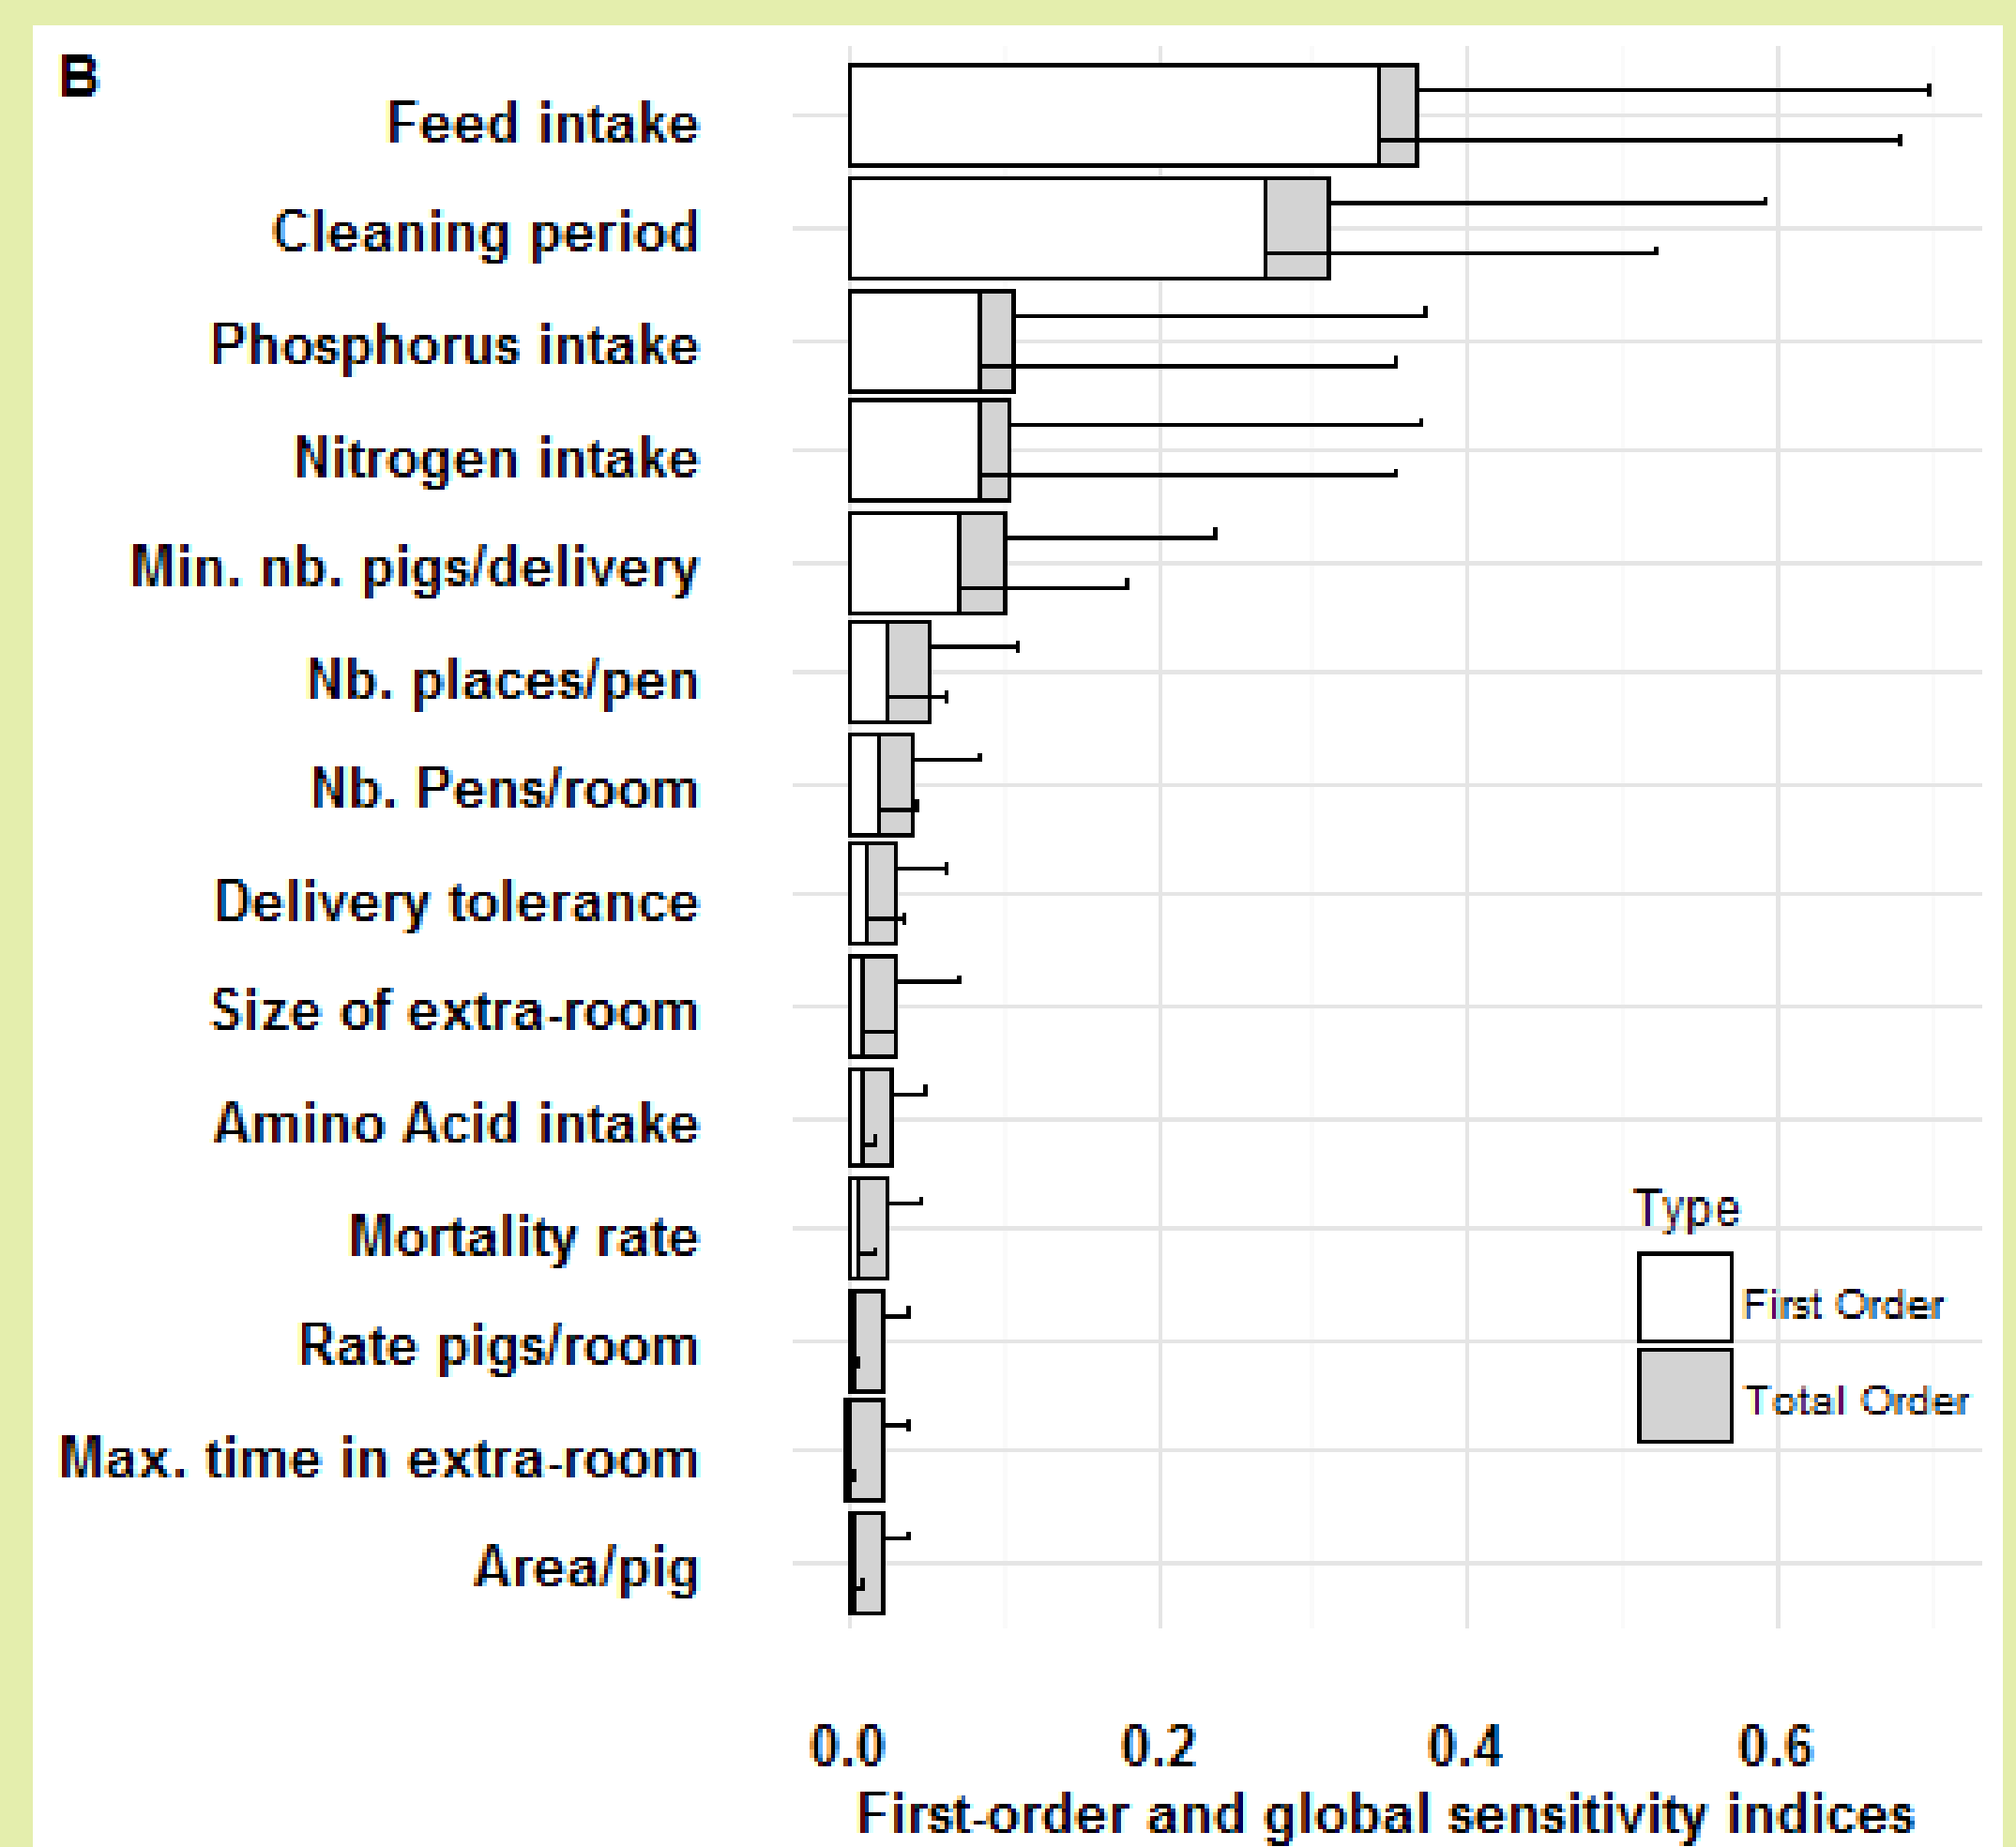 B
Feed intake
Cleaning period
Phosphorus intake
Nitrogen intake
Min. nb. pigs/delivery
Nb. places/pen
Nb. Pens/room
Delivery tolerance
Size of extra-room
Amino Acid intake
Mortality rate
Rate pigs/room
Max. time in extra-room
Area/pig
Type
First Order
Total Order
0.0 0.2 0.4 0.6
First-order and global sensitivity indices